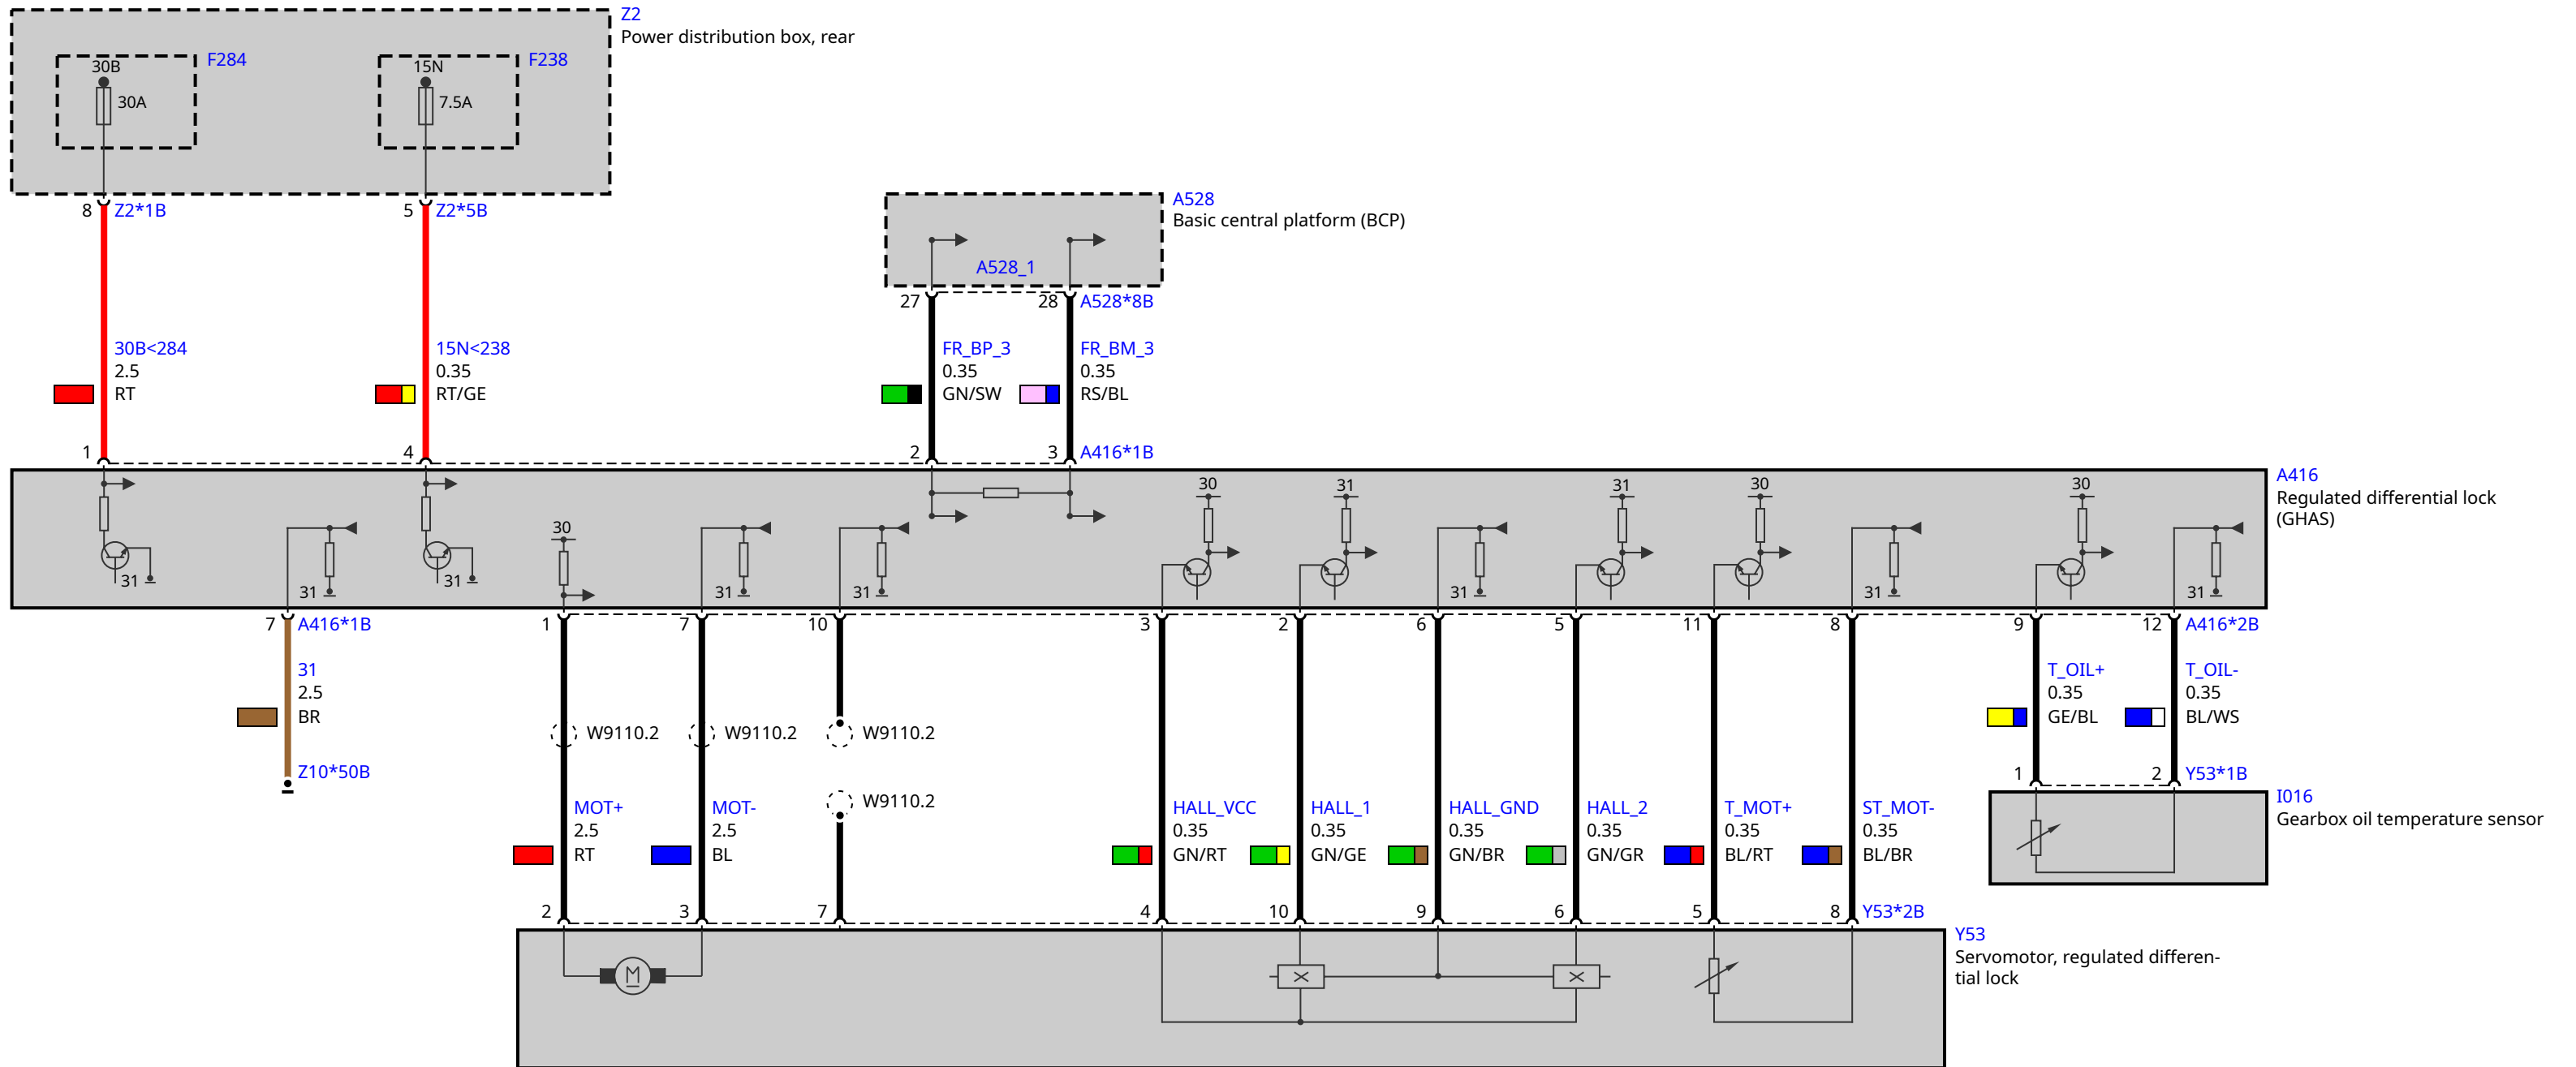 Z2
Power distribution box, rear
30B
F284
15N
F238
30A
7.5A
8
Z2*1B
5
Z2*5B
A528
Basic central platform (BCP)
A528_1
27
28
A528*8B
30B<284
2.5
RT
15N<238
0.35
RT/GE
FR_BP_3
0.35
GN/SW
FR_BM_3
0.35
RS/BL
1
4
2
3
A416*1B
A416
Regulated differential lock
(GHAS)
30
31
31
30
30
30
31
31
31
31
31
31
31
31
7
A416*1B
1
7
10
3
2
6
5
11
8
9
12
A416*2B
31
2.5
BR
T_OIL+
0.35
GE/BL
T_OIL-
0.35
BL/WS
W9110.2
W9110.2
W9110.2
Z10*50B
1
2
Y53*1B
W9110.2
I016
Gearbox oil temperature sensor
MOT+
2.5
RT
MOT-
2.5
BL
HALL_VCC
0.35
GN/RT
HALL_1
0.35
GN/GE
HALL_GND
0.35
GN/BR
HALL_2
0.35
GN/GR
T_MOT+
0.35
BL/RT
ST_MOT-
0.35
BL/BR
2
3
7
4
10
9
6
5
8
Y53*2B
Y53
Servomotor, regulated differen-
tial lock
M